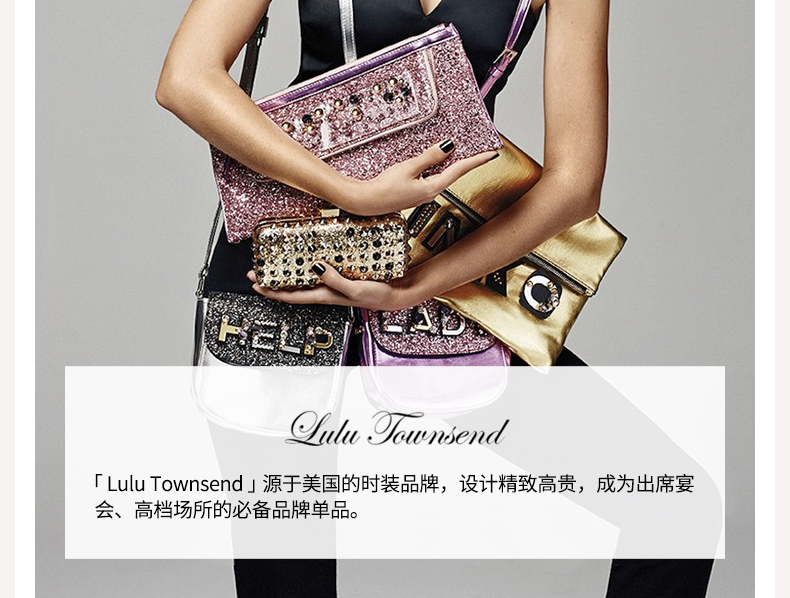 HELP
LAD
Lulu Townsend
「Lulu Townsend」源于美国的时装品牌，设计精致高贵，成为出席宴
会、高档场所的必备品牌单品。